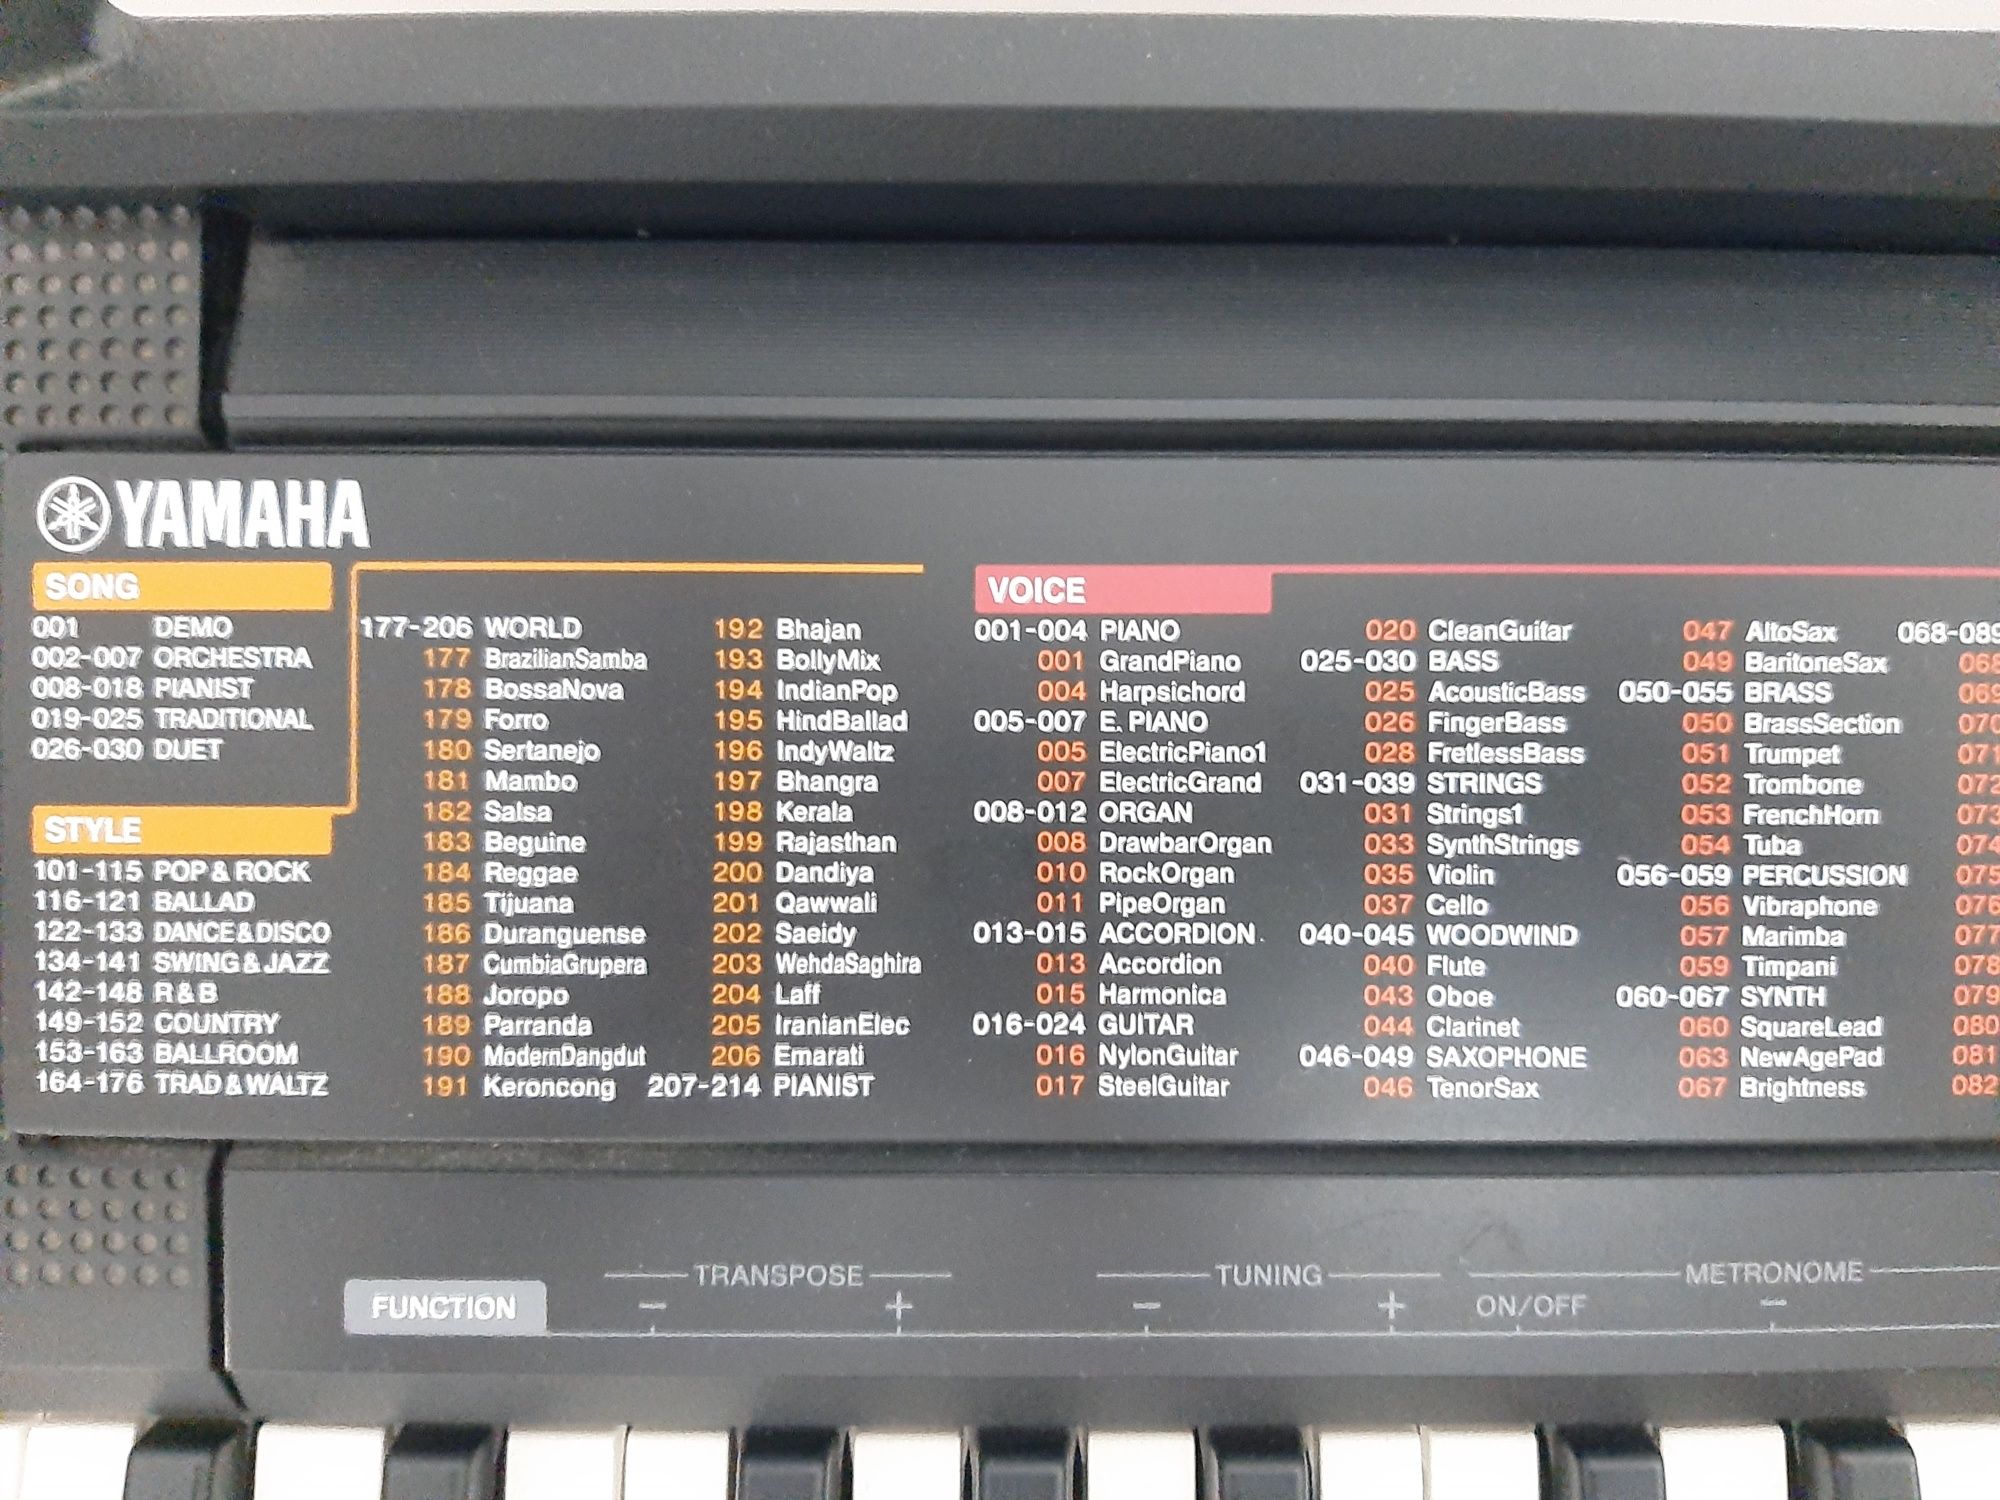 YAMAHA
SONG
001 DEMO
002-007 ORCHESTRA
008-018 PIANIST
019-025 TRADITIONAL
026-030 DUET
STYLE
101-115 POP & ROCK
116-121 BALLAD
122-133 DANCE & DISCO
134-141 SWING & JAZZ
142-148 R & B
149-152 COUNTRY
153-163 BALLROOM
164-176 TRAD & WALTZ
177-206 WORLD
177 BrazilianSamba
178 BossaNova
179 Forro
180 Sertanejo
181 Mambo
182 Salsa
183 Beguine
184 Reggae
185 Tijuana
186 Duranguense
187 CumbiaGrupera
188 Joropo
189 Parranda
190 ModernDangdut
191 Keroncong
192 Bhajan
193 BollyMix
194 IndianPop
195 HindBallad
196 IndyWaltz
197 Bhangra
198 Kerala
199 Rajasthan
200 Dandiya
201 Qawwali
202 Saeidy
203 WehdaSaghira
204 Laff
205 IranianElec
206 Emarati
207-214 PIANIST
VOICE
001-004 PIANO
001 GrandPiano
004 Harpsichord
005-007 E. PIANO
005 ElectricPiano1
007 ElectricGrand
008-012 ORGAN
008 DrawbarOrgan
010 RockOrgan
011 PipeOrgan
013-015 ACCORDION
013 Accordion
015 Harmonica
016-024 GUITAR
016 NylonGuitar
017 SteelGuitar
020 CleanGuitar
025-030 BASS
025 AcousticBass
026 FingerBass
028 FretlessBass
031-039 STRINGS
031 Strings1
033 SynthStrings
035 Violin
037 Cello
040-045 WOODWIND
040 Flute
043 Oboe
044 Clarinet
046-049 SAXOPHONE
046 TenorSax
047 AltoSax
049 BaritoneSax
050-055 BRASS
050 BrassSection
051 Trumpet
052 Trombone
053 FrenchHorn
054 Tuba
056-059 PERCUSSION
056 Vibraphone
057 Marimba
059 Timpani
060-067 SYNTH
060 SquareLead
063 NewAgePad
067 Brightness
068-089
068
069
070
071
072
073
074
075
076
077
078
079
080
081
082
FUNCTION
TRANSPOSE
− +
TUNING
− +
METRONOME
ON/OFF −